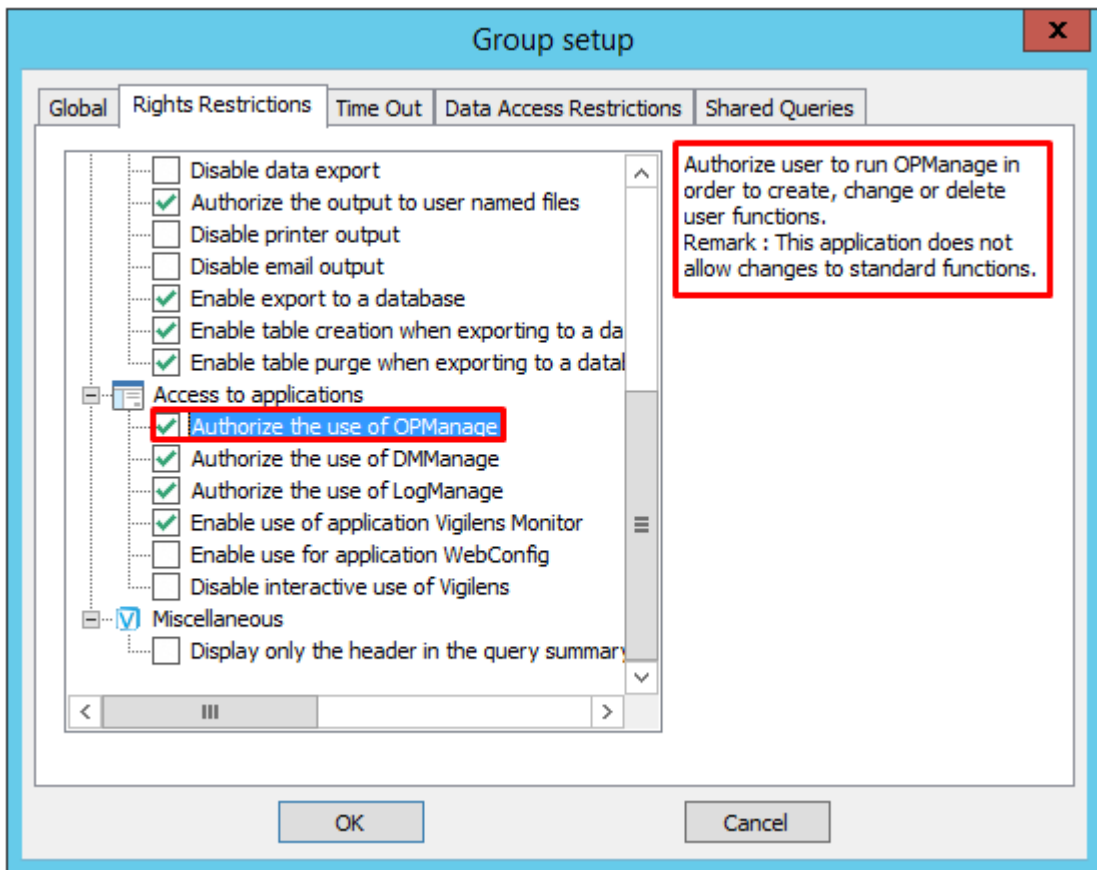 Group setup
x
Global Rights Restrictions Time Out Data Access Restrictions Shared Queries
Disable data export
Authorize the output to user named files
Disable printer output
Disable email output
Enable export to a database
Enable table creation when exporting to a da
Enable table purge when exporting to a datal
Access to applications
Authorize the use of OPManage
Authorize the use of DMManage
Authorize the use of LogManage
Enable use of application Vigilens Monitor
Enable use for application WebConfig
Disable interactive use of Vigilens
Miscellaneous
Display only the header in the query summary
Authorize user to run OPManage in
order to create, change or delete
user functions.
Remark : This application does not
allow changes to standard functions.
OK Cancel